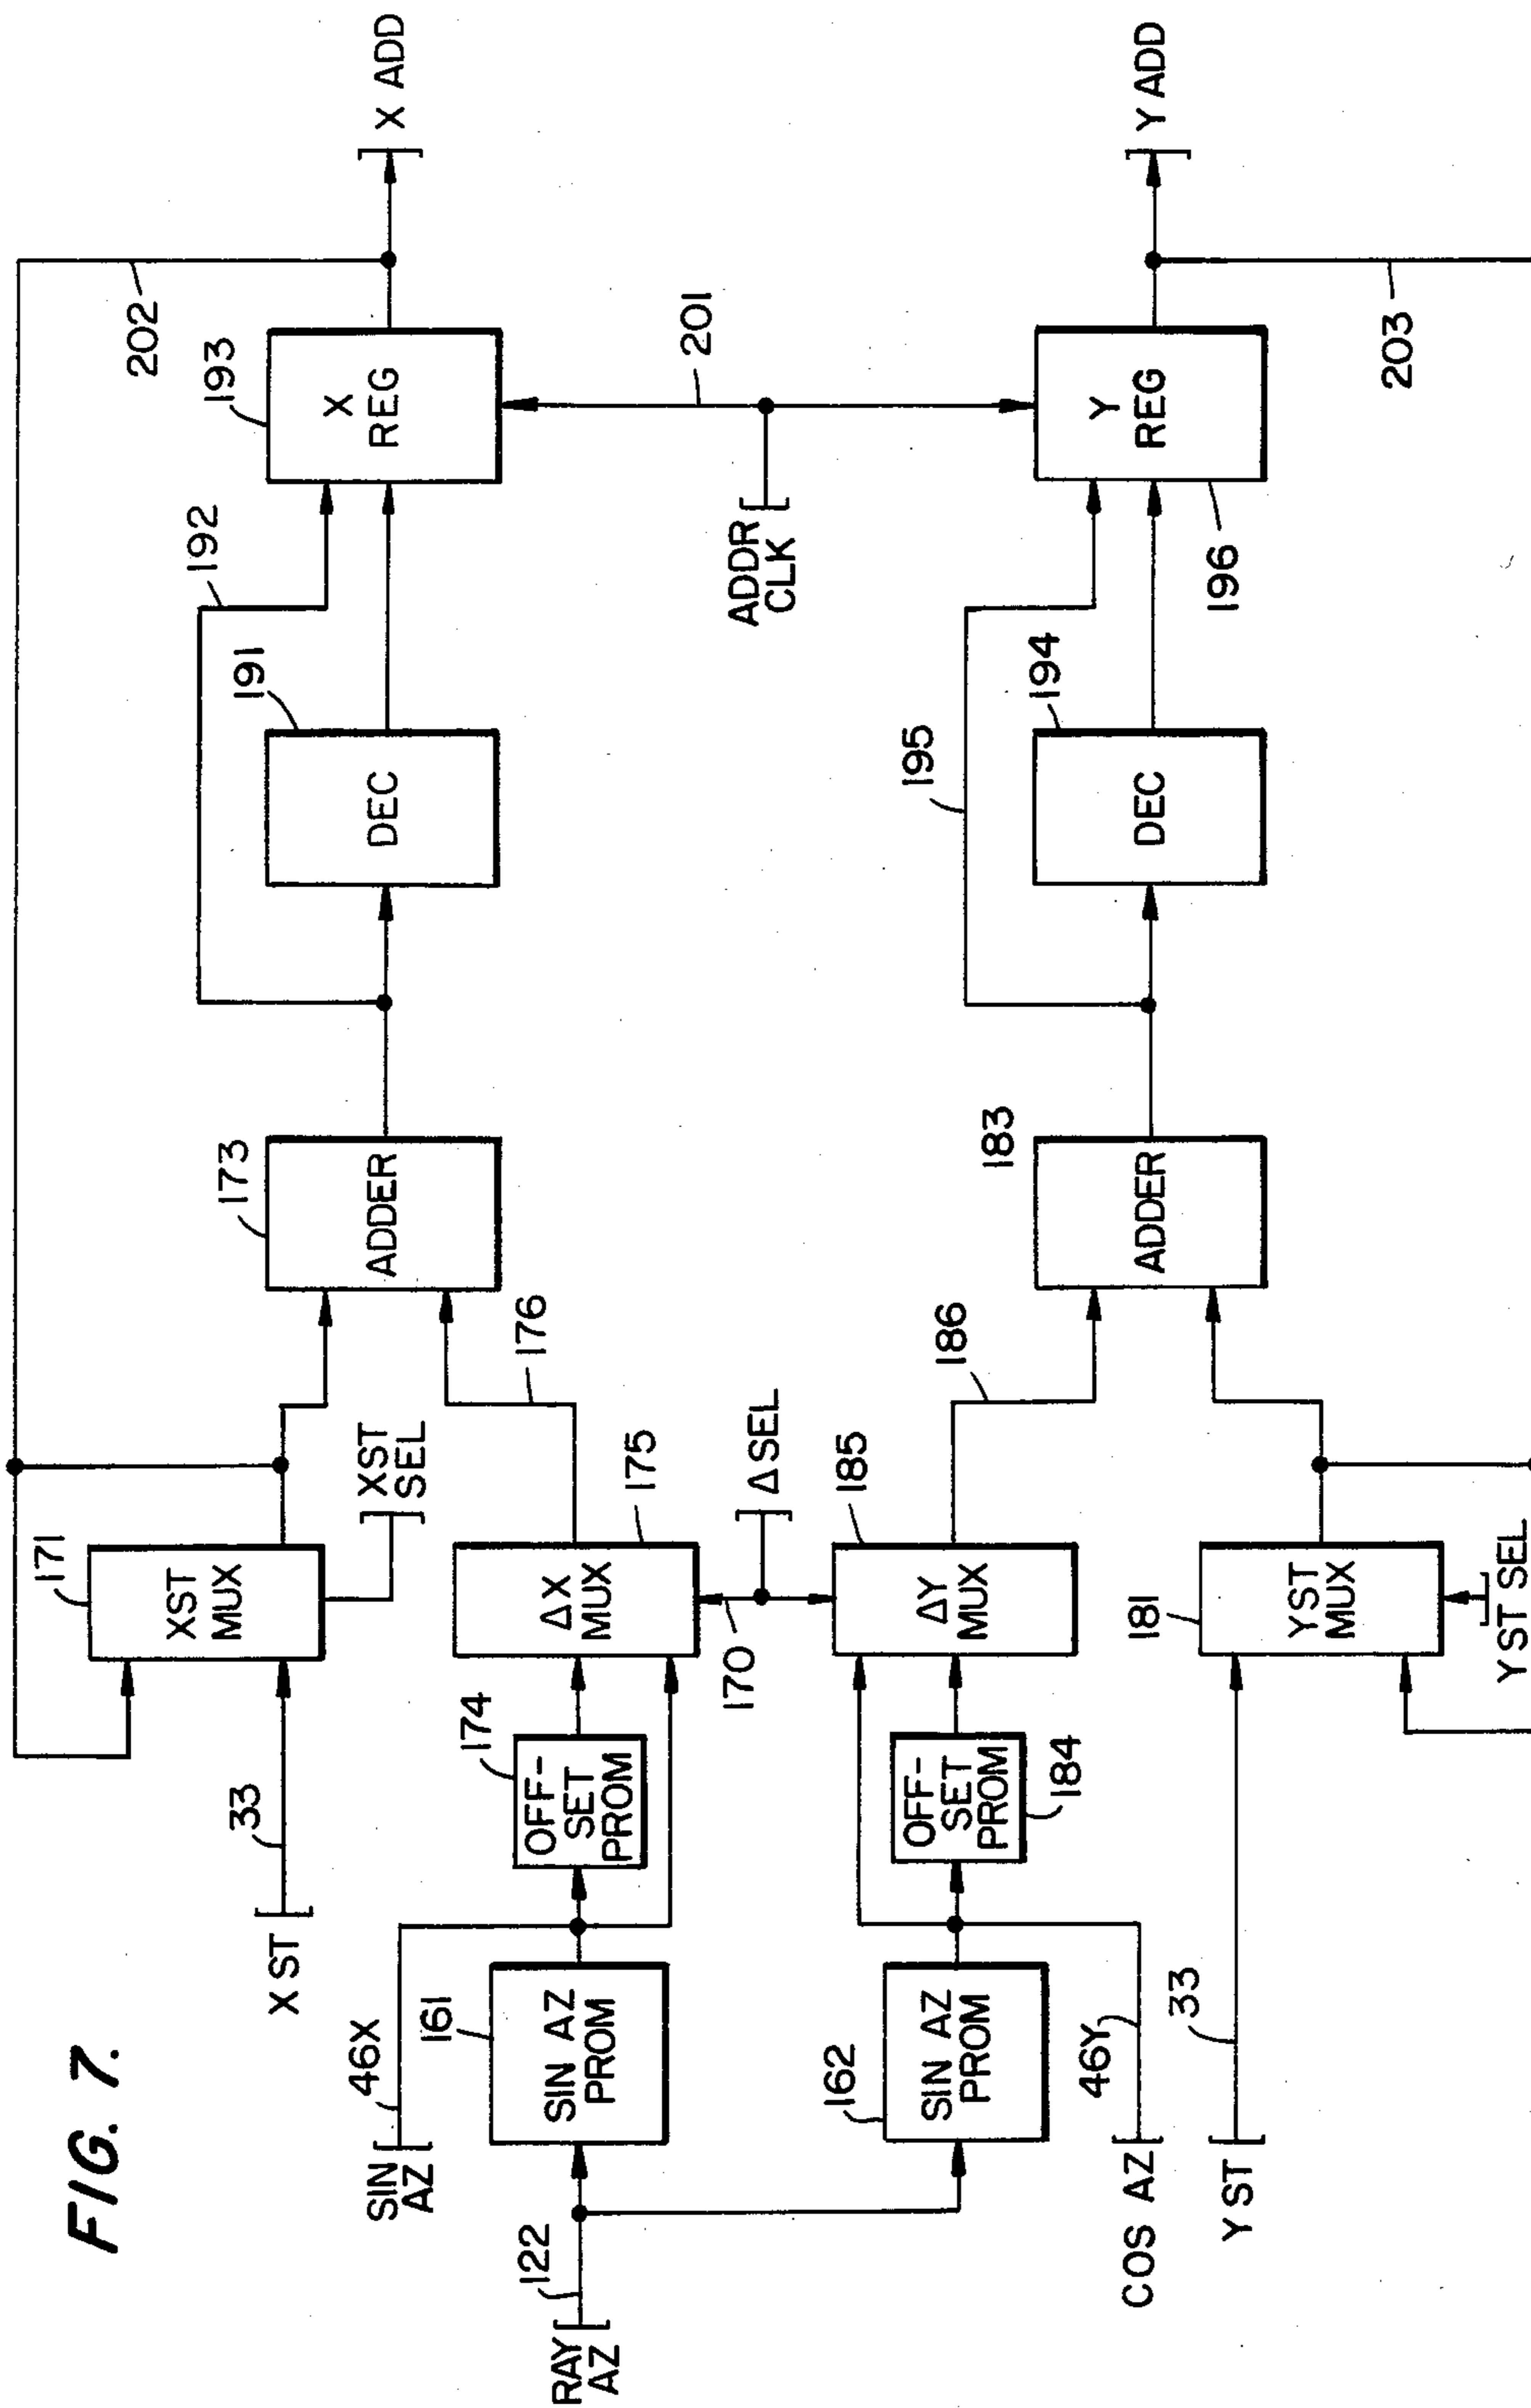 FIG. 7.
X ST
33
171
XST
MUX
XST
SEL
202
SIN
AZ
46X
161
SIN AZ
PROM
174
OFF-
SET
PROM
ΔX
MUX
175
176
173
ADDER
191
DEC
192
193
X
REG
X ADD
RAY
AZ
122
170
Δ SEL
ADDR
CLK
201
162
SIN AZ
PROM
OFF-
SET
PROM
184
ΔY
MUX
185
186
183
ADDER
195
194
DEC
Y
REG
196
Y ADD
COS AZ
46Y
Y ST
33
181
YST
MUX
YST SEL
203